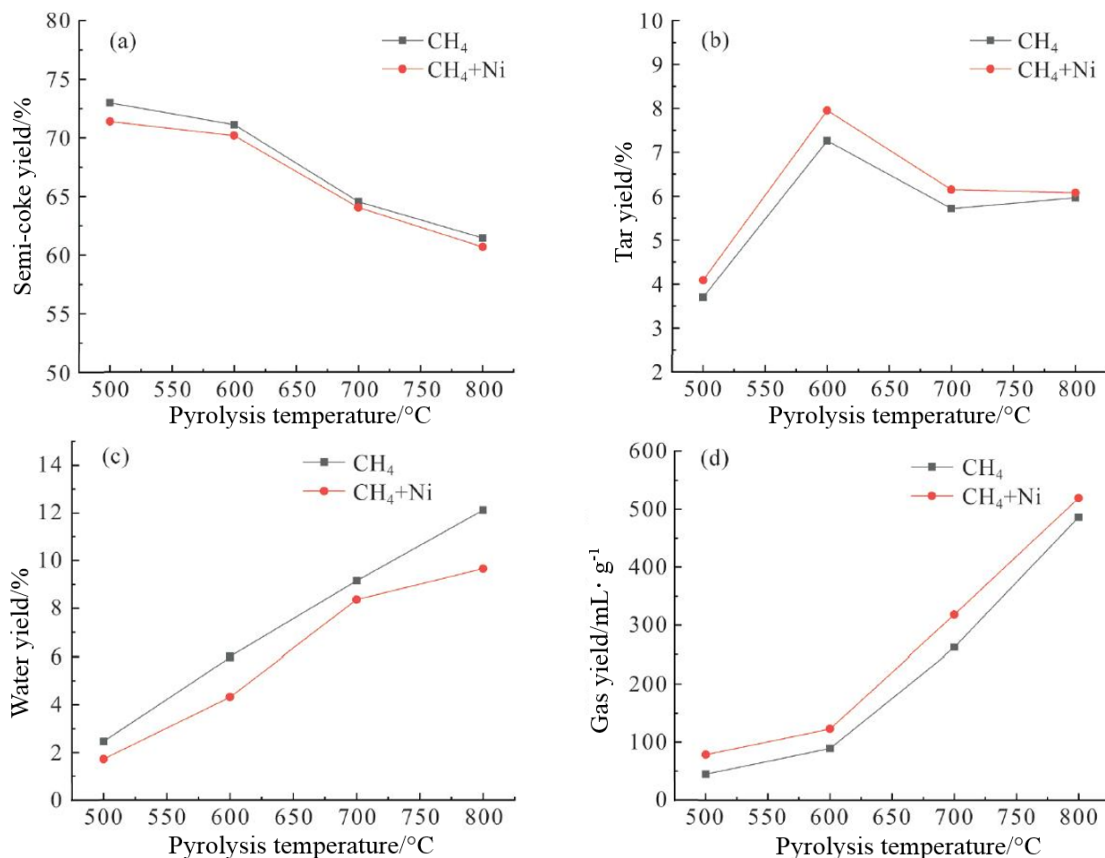 (a)
CH₄
CH₄+Ni
80
75
70
65
60
55
50
Semi-coke yield/%
500 550 600 650 700 750 800
Pyrolysis temperature/°C
(b)
CH₄
CH₄+Ni
10
9
8
7
6
5
4
3
2
Tar yield/%
500 550 600 650 700 750 800
Pyrolysis temperature/°C
(c)
CH₄
CH₄+Ni
14
12
10
8
6
4
2
0
Water yield/%
500 550 600 650 700 750 800
Pyrolysis temperature/°C
(d)
CH₄
CH₄+Ni
600
500
400
300
200
100
0
Gas yield/mL· g⁻¹
500 550 600 650 700 750 800
Pyrolysis temperature/°C